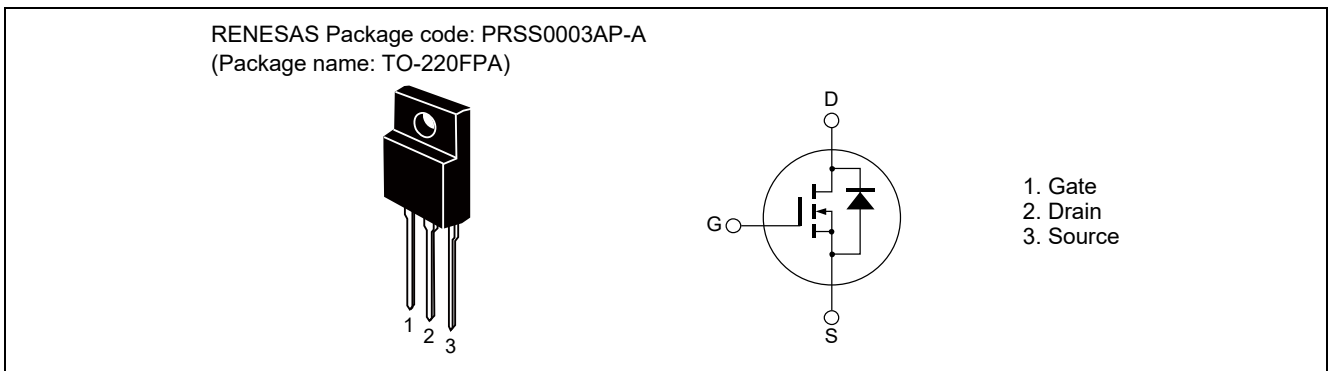 RENESAS Package code: PRSS0003AP-A
(Package name: TO-220FPA)
1
2
3
D
G
S
1. Gate
2. Drain
3. Source